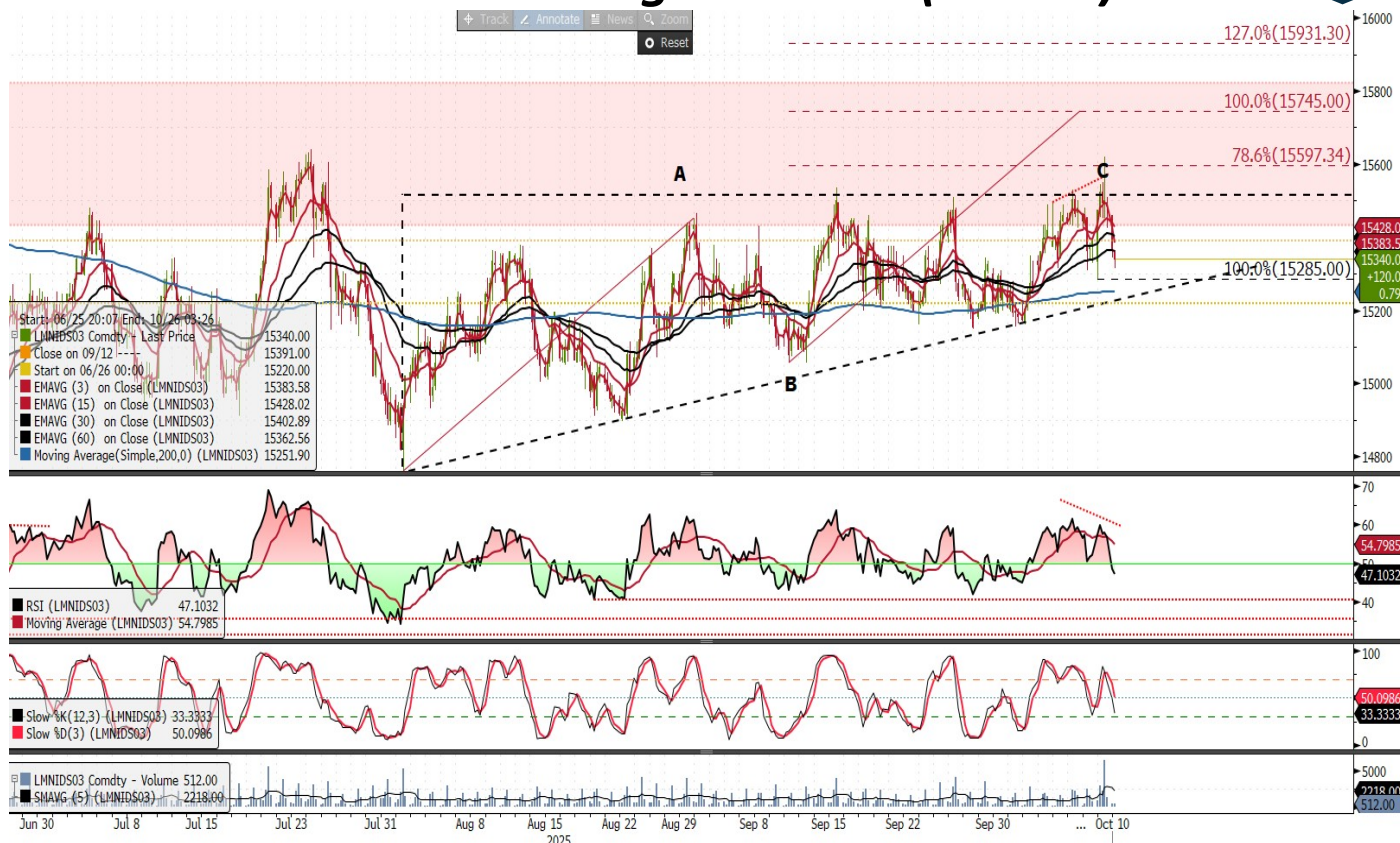 Track Annotate News Zoom
Reset
16000
127.0%(15931.30)
15800
100.0%(15745.00)
15600
78.6%(15597.34)
A
C
15428.0
15383.5
15340.0
+120.0
0.79
100.0%(15285.00)
15200
B
15000
14800
Start: 06/25 20:07 End: 10/26 03:26
LMNIDS03 Comdty - Last Price 15340.00
Close on 09/12 ---- 15391.00
Start on 06/26 00:00 15220.00
EMAVG (3) on Close (LMNIDS03) 15383.58
EMAVG (15) on Close (LMNIDS03) 15428.02
EMAVG (30) on Close (LMNIDS03) 15402.89
EMAVG (60) on Close (LMNIDS03) 15362.56
Moving Average(Simple,200,0) (LMNIDS03) 15251.90
70
60
54.7985
50
47.1032
40
RSI (LMNIDS03) 47.1032
Moving Average (LMNIDS03) 54.7985
100
50.0986
33.3333
0
Slow %K(12,3) (LMNIDS03) 33.3333
Slow %D(3) (LMNIDS03) 50.0986
5000
2218.00
512.00
LMNIDS03 Comdty - Volume 512.00
SMAVG (5) (LMNIDS03) 2218.00
Jun 30 Jul 8 Jul 15 Jul 23 Jul 31 Aug 8 Aug 15 Aug 22 Aug 29 Sep 8 Sep 15 Sep 22 Sep 30 ... Oct 10
2025